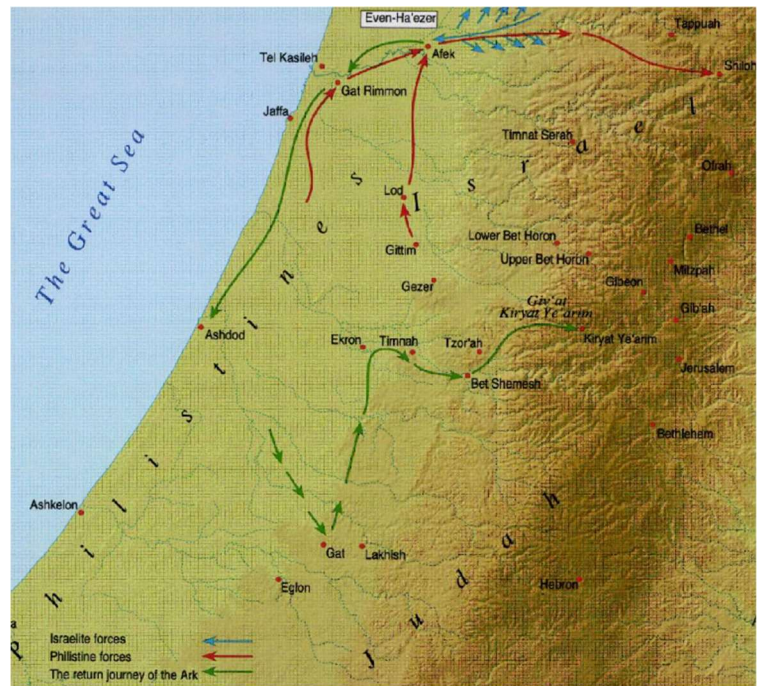 Even-Ha'ezer
Tappuah
Afek
Tel Kasileh
Shiloh
Gat Rimmon
Jaffa
Timnat Serah
Israel
Ofrah
The Great Sea
Lod
Lower Bet Horon
Bethel
Gittim
Upper Bet Horon
Mitzpah
Gezer
Gibeon
Giv'at
Kiryat Ye'arim
Gib'ah
Ashdod
Ekron
Timnah
Tzor'ah
Kiryat Ye'arim
Jerusalem
Bet Shemesh
Bethlehem
Philistines
Ashkelon
Gat
Lakhish
Judah
Eglon
Hebron
a
Israelite forces
Philistine forces
The return journey of the Ark